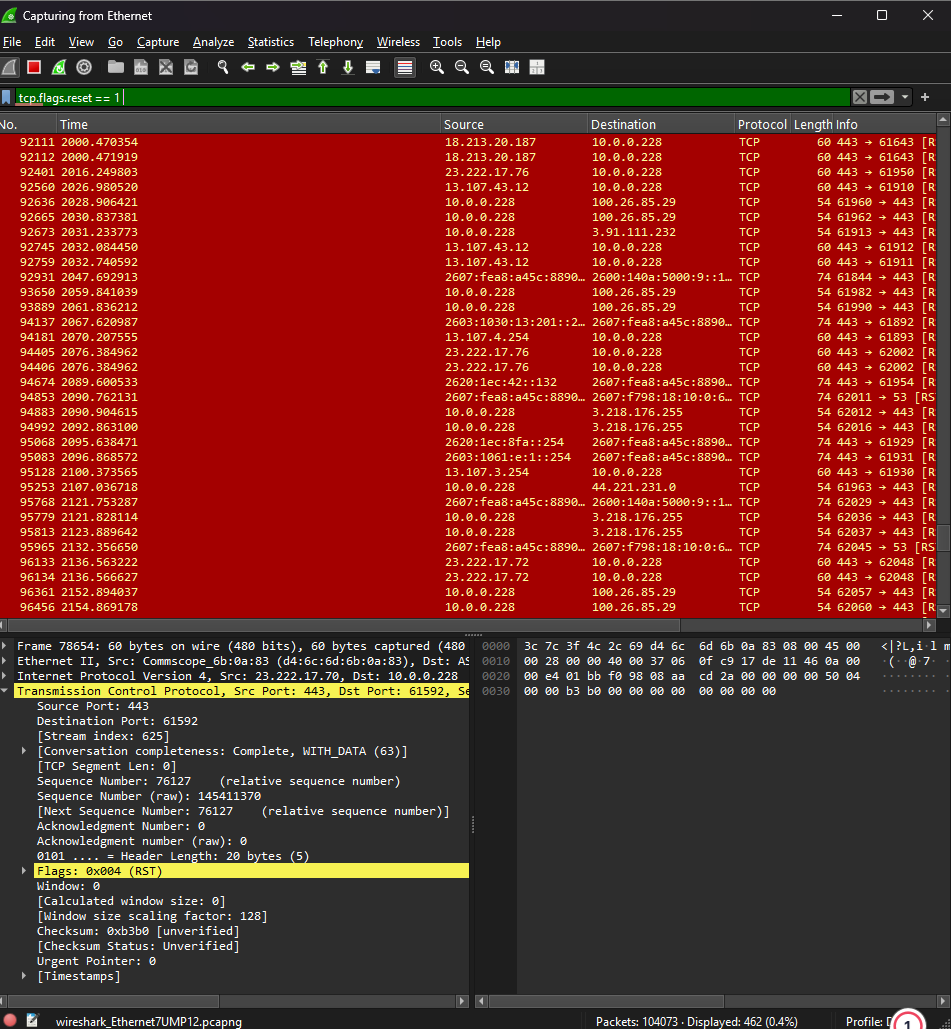 Capturing from Ethernet
File Edit View Go Capture Analyze Statistics Telephony Wireless Tools Help
tcp.flags.reset == 1
No. Time Source Destination Protocol Length Info
92111 2000.470354 18.213.20.187 10.0.0.228 TCP 60 443 → 61643 [R
92112 2000.471919 18.213.20.187 10.0.0.228 TCP 60 443 → 61643 [R
92401 2016.249803 23.222.17.76 10.0.0.228 TCP 60 443 → 61950 [R
92560 2026.980520 13.107.43.12 10.0.0.228 TCP 60 443 → 61910 [R
92636 2028.906421 10.0.0.228 100.26.85.29 TCP 54 61960 → 443 [R
92665 2030.837381 10.0.0.228 100.26.85.29 TCP 54 61962 → 443 [R
92673 2031.233773 10.0.0.228 3.91.111.232 TCP 54 61913 → 443 [R
92745 2032.084450 13.107.43.12 10.0.0.228 TCP 60 443 → 61912 [R
92759 2032.740592 13.107.43.12 10.0.0.228 TCP 60 443 → 61911 [R
92931 2047.692913 2607:fea8:a45c:8890… 2600:140a:5000:9::1… TCP 74 61844 → 443 [R
93650 2059.841039 10.0.0.228 100.26.85.29 TCP 54 61982 → 443 [R
93889 2061.836212 10.0.0.228 100.26.85.29 TCP 54 61990 → 443 [R
94137 2067.620987 2603:1030:13:201::2… 2607:fea8:a45c:8890… TCP 74 443 → 61892 [R
94181 2070.207555 13.107.4.254 10.0.0.228 TCP 60 443 → 61893 [R
94405 2076.384962 23.222.17.76 10.0.0.228 TCP 60 443 → 62002 [R
94406 2076.384962 23.222.17.76 10.0.0.228 TCP 60 443 → 62002 [R
94674 2089.600533 2620:1ec:42::132 2607:fea8:a45c:8890… TCP 74 443 → 61954 [R
94853 2090.762131 2607:fea8:a45c:8890… 2607:f798:18:10:0:6… TCP 74 62011 → 53 [RS
94883 2090.904615 10.0.0.228 3.218.176.255 TCP 54 62012 → 443 [R
94992 2092.863100 10.0.0.228 3.218.176.255 TCP 54 62016 → 443 [R
95068 2095.638471 2620:1ec:8fa::254 2607:fea8:a45c:8890… TCP 74 443 → 61929 [R
95083 2096.868572 2603:1061:e:1::254 2607:fea8:a45c:8890… TCP 74 443 → 61931 [R
95128 2100.373565 13.107.3.254 10.0.0.228 TCP 60 443 → 61930 [R
95253 2107.036718 10.0.0.228 44.221.231.0 TCP 54 61963 → 443 [R
95768 2121.753287 2607:fea8:a45c:8890… 2600:140a:5000:9::1… TCP 74 62029 → 443 [R
95779 2121.828114 10.0.0.228 3.218.176.255 TCP 54 62036 → 443 [R
95813 2123.889642 10.0.0.228 3.218.176.255 TCP 54 62037 → 443 [R
95965 2132.356650 2607:fea8:a45c:8890… 2607:f798:18:10:0:6… TCP 74 62045 → 53 [RS
96133 2136.563222 23.222.17.72 10.0.0.228 TCP 60 443 → 62048 [R
96134 2136.566627 23.222.17.72 10.0.0.228 TCP 60 443 → 62048 [R
96361 2152.894037 10.0.0.228 100.26.85.29 TCP 54 62057 → 443 [R
96456 2154.869178 10.0.0.228 100.26.85.29 TCP 54 62060 → 443 [R
Frame 78654: 60 bytes on wire (480 bits), 60 bytes captured (480
Ethernet II, Src: Commscope_6b:0a:83 (d4:6c:6d:6b:0a:83), Dst: AS
Internet Protocol Version 4, Src: 23.222.17.70, Dst: 10.0.0.228
Transmission Control Protocol, Src Port: 443, Dst Port: 61592, Se
Source Port: 443
Destination Port: 61592
[Stream index: 625]
[Conversation completeness: Complete, WITH_DATA (63)]
[TCP Segment Len: 0]
Sequence Number: 76127 (relative sequence number)
Sequence Number (raw): 145411370
[Next Sequence Number: 76127 (relative sequence number)]
Acknowledgment Number: 0
Acknowledgment number (raw): 0
0101 .... = Header Length: 20 bytes (5)
Flags: 0x004 (RST)
Window: 0
[Calculated window size: 0]
[Window size scaling factor: 128]
Checksum: 0xb3b0 [unverified]
[Checksum Status: Unverified]
Urgent Pointer: 0
[Timestamps]
0000 3c 7c 3f 4c 2c 69 d4 6c 6d 6b 0a 83 08 00 45 00 <|?L,i·l m
0010 00 28 00 00 40 00 37 06 0f c9 17 de 11 46 0a 00 ·(··@·7· ·
0020 00 e4 01 bb f0 98 08 aa cd 2a 00 00 00 00 50 04 ········ ·
0030 00 00 b3 b0 00 00 00 00 00 00 00 00 ········ ·
wireshark_Ethernet7UMP12.pcapng Packets: 104073 · Displayed: 462 (0.4%) Profile: D
1